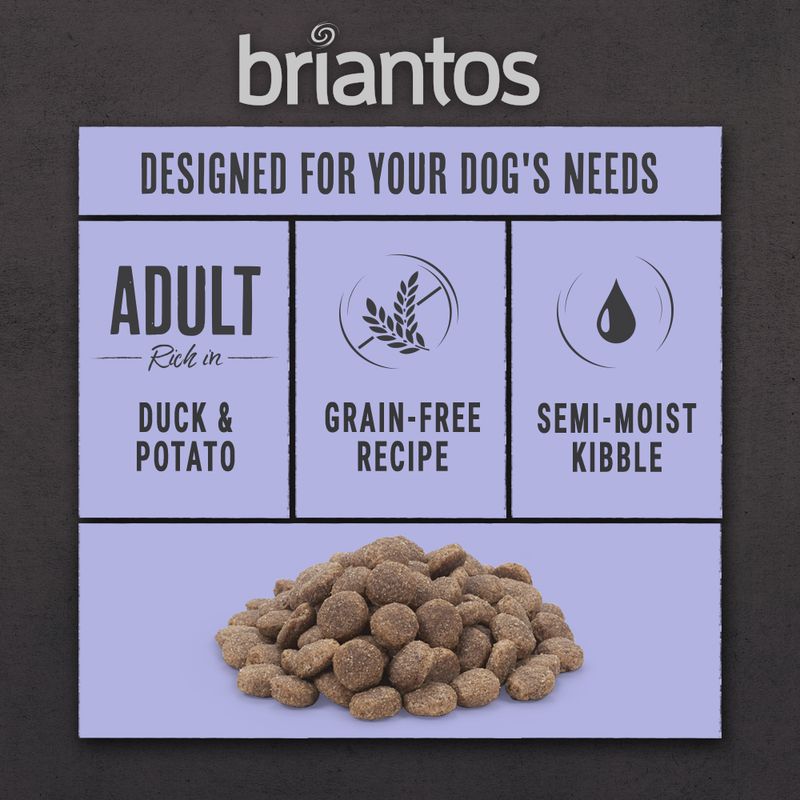 briantos
DESIGNED FOR YOUR DOG'S NEEDS
ADULT
Rich in
DUCK &
POTATO
GRAIN-FREE
RECIPE
SEMI-MOIST
KIBBLE